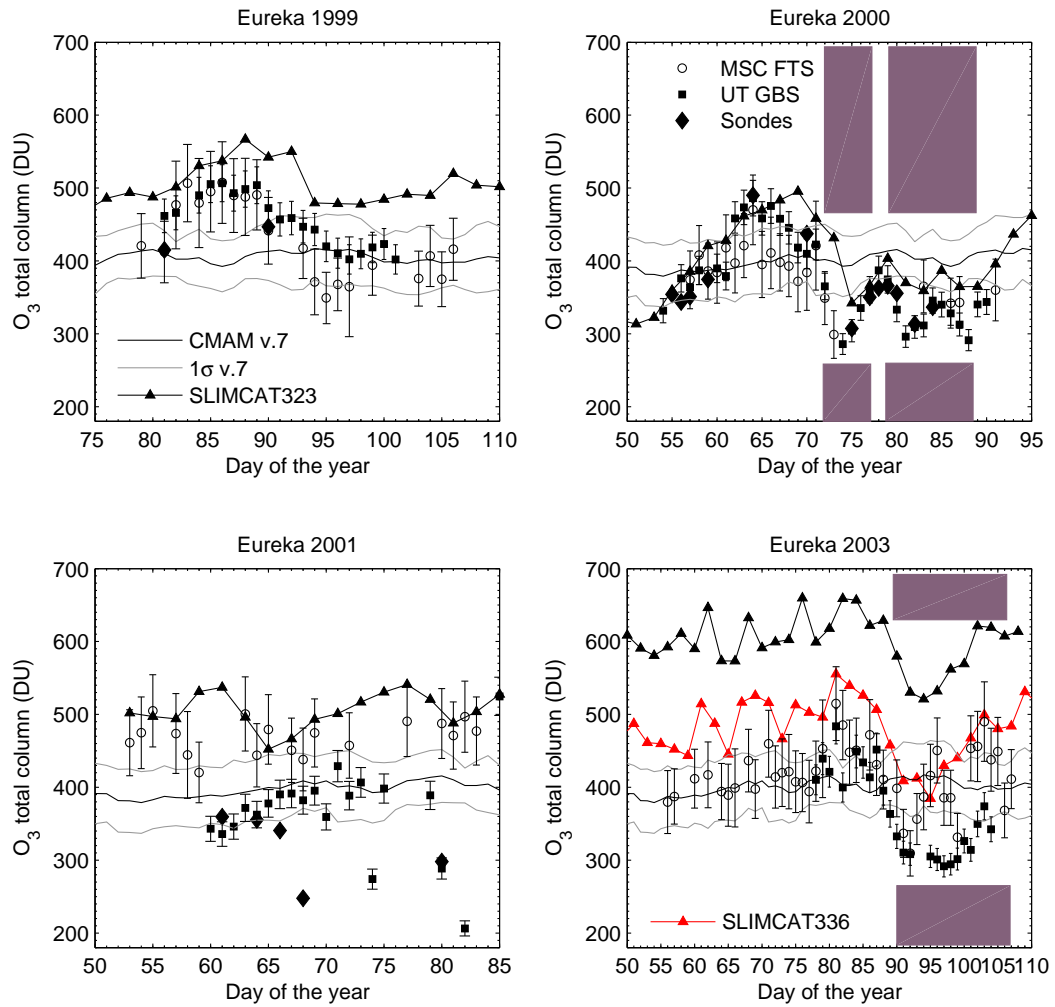 Eureka 1999
O3 total column (DU)
700
600
500
400
300
200
CMAM v.7
1σ v.7
SLIMCAT323
75 80 85 90 95 100 105 110
Day of the year
Eureka 2000
O3 total column (DU)
700
600
500
400
300
200
MSC FTS
UT GBS
Sondes
50 55 60 65 70 75 80 85 90 95
Day of the year
Eureka 2001
O3 total column (DU)
700
600
500
400
300
200
50 55 60 65 70 75 80 85
Day of the year
Eureka 2003
O3 total column (DU)
700
600
500
400
300
200
SLIMCAT336
50 55 60 65 70 75 80 85 90 95 100 105 110
Day of the year